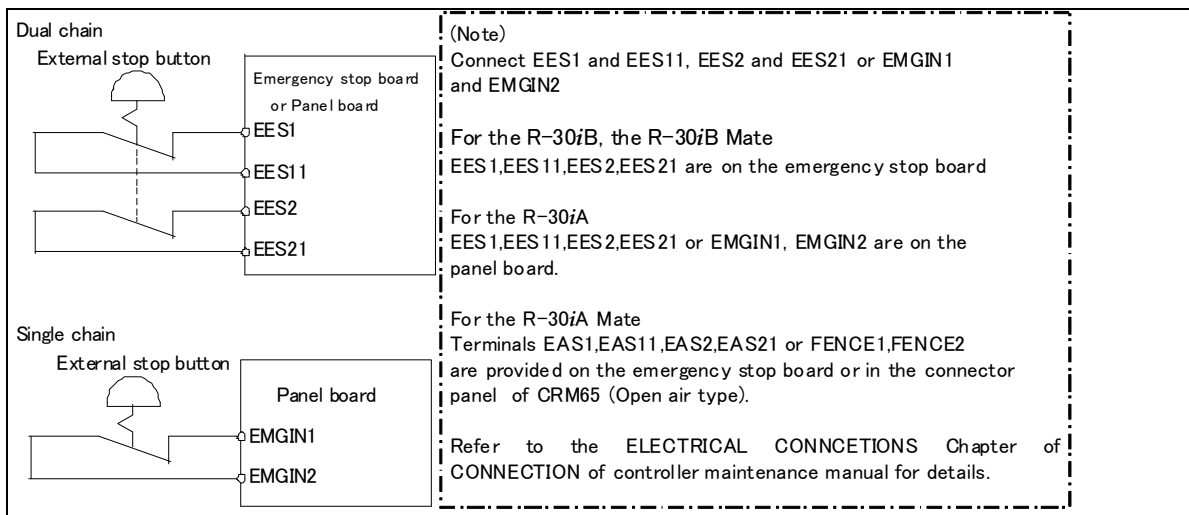 Dual chain
External stop button
Emergency stop board
or Panel board
EES1
EES11
EES2
EES21
Single chain
External stop button
Panel board
EMGIN1
EMGIN2
(Note)
Connect EES1 and EES11, EES2 and EES21 or EMGIN1
and EMGIN2
For the R-30iB, the R-30iB Mate
EES1,EES11,EES2,EES21 are on the emergency stop board
For the R-30iA
EES1,EES11,EES2,EES21 or EMGIN1, EMGIN2 are on the
panel board.
For the R-30iA Mate
Terminals EAS1,EAS11,EAS2,EAS21 or FENCE1,FENCE2
are provided on the emergency stop board or in the connector
panel of CRM65 (Open air type).
Refer to the ELECTRICAL CONNCETIONS Chapter of
CONNECTION of controller maintenance manual for details.